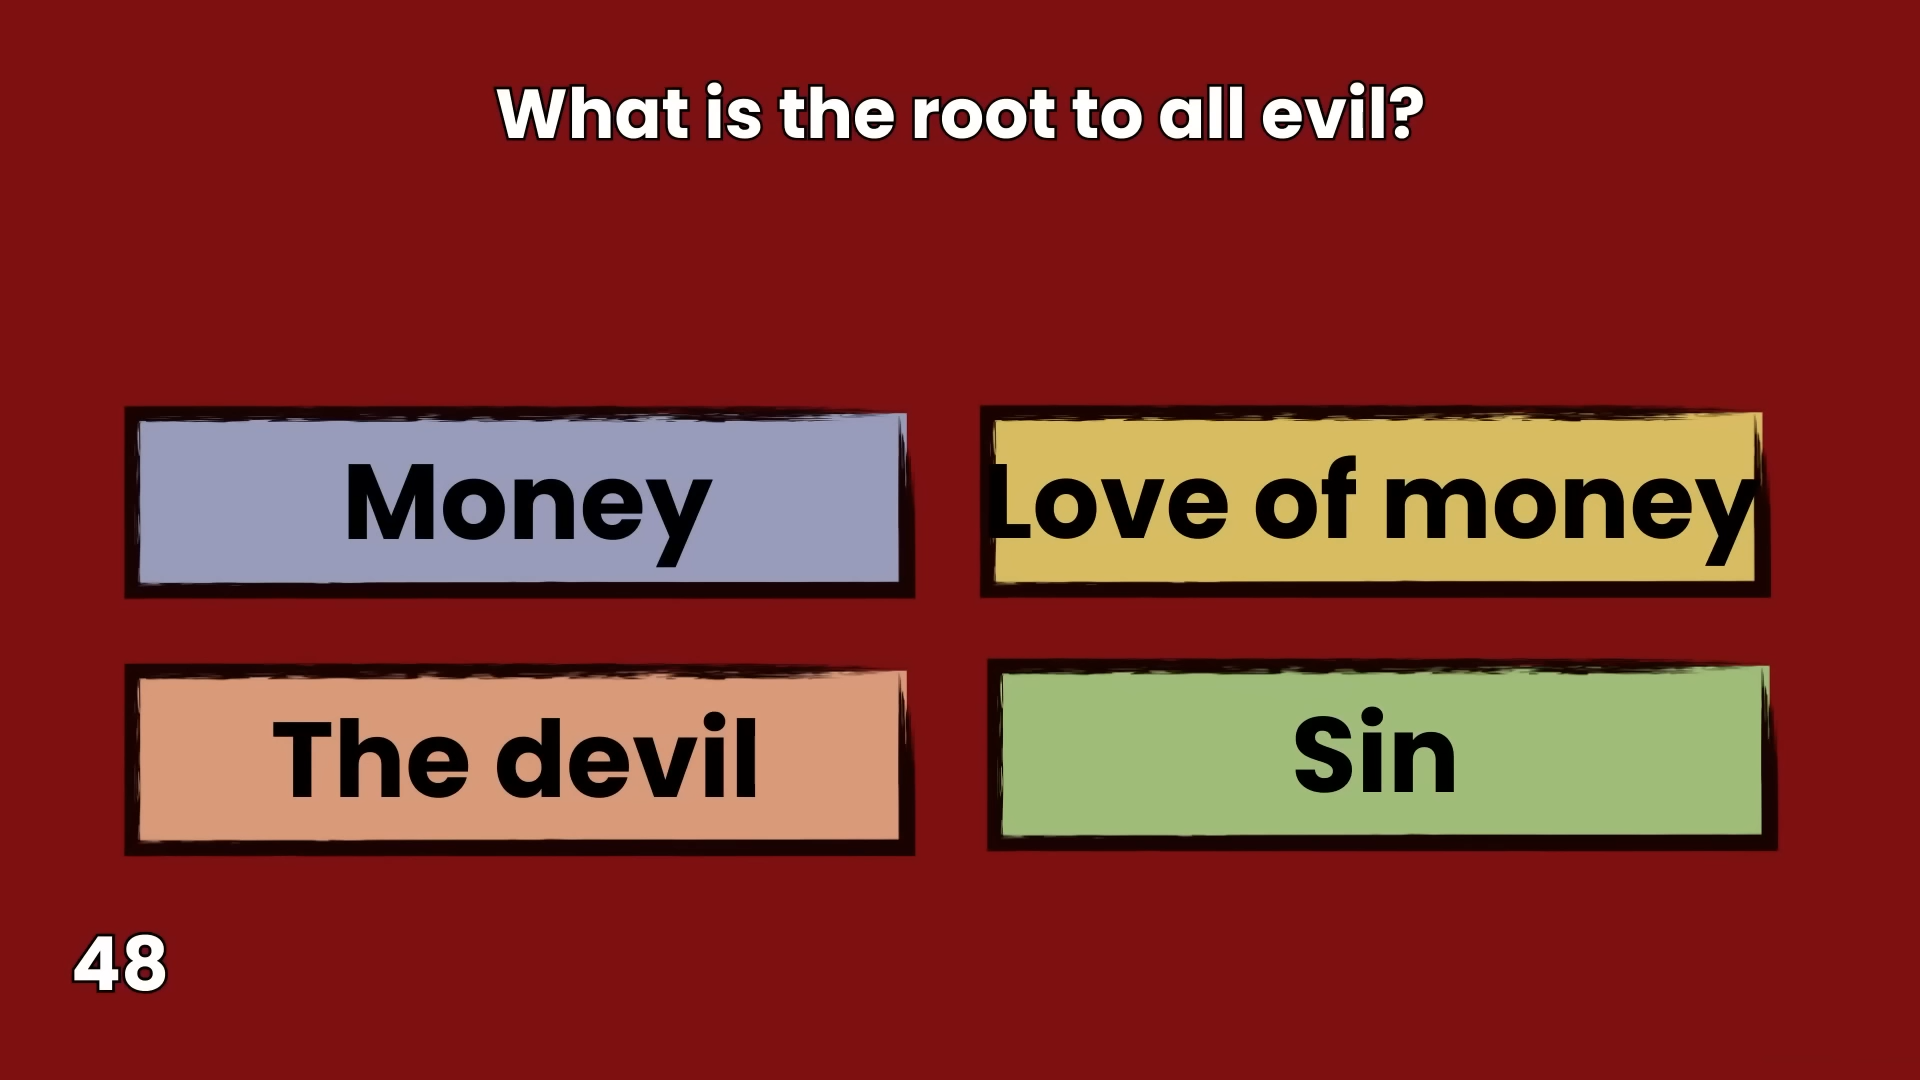 What is the root to all evil?
Money
Love of money
The devil
Sin
48